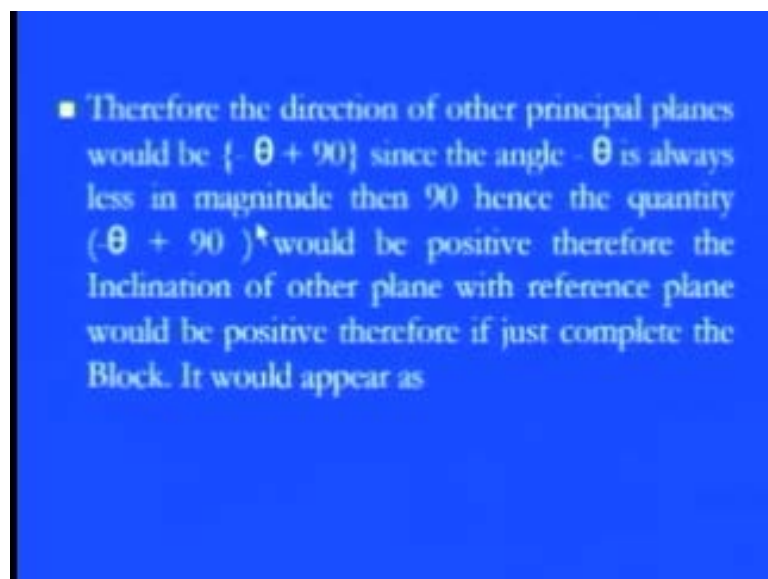 Therefore the direction of other principal planes
would be {- θ + 90} since the angle - θ is always
less in magnitude then 90 hence the quantity
(-θ + 90 ) would be positive therefore the
Inclination of other plane with reference plane
would be positive therefore if just complete the
Block. It would appear as